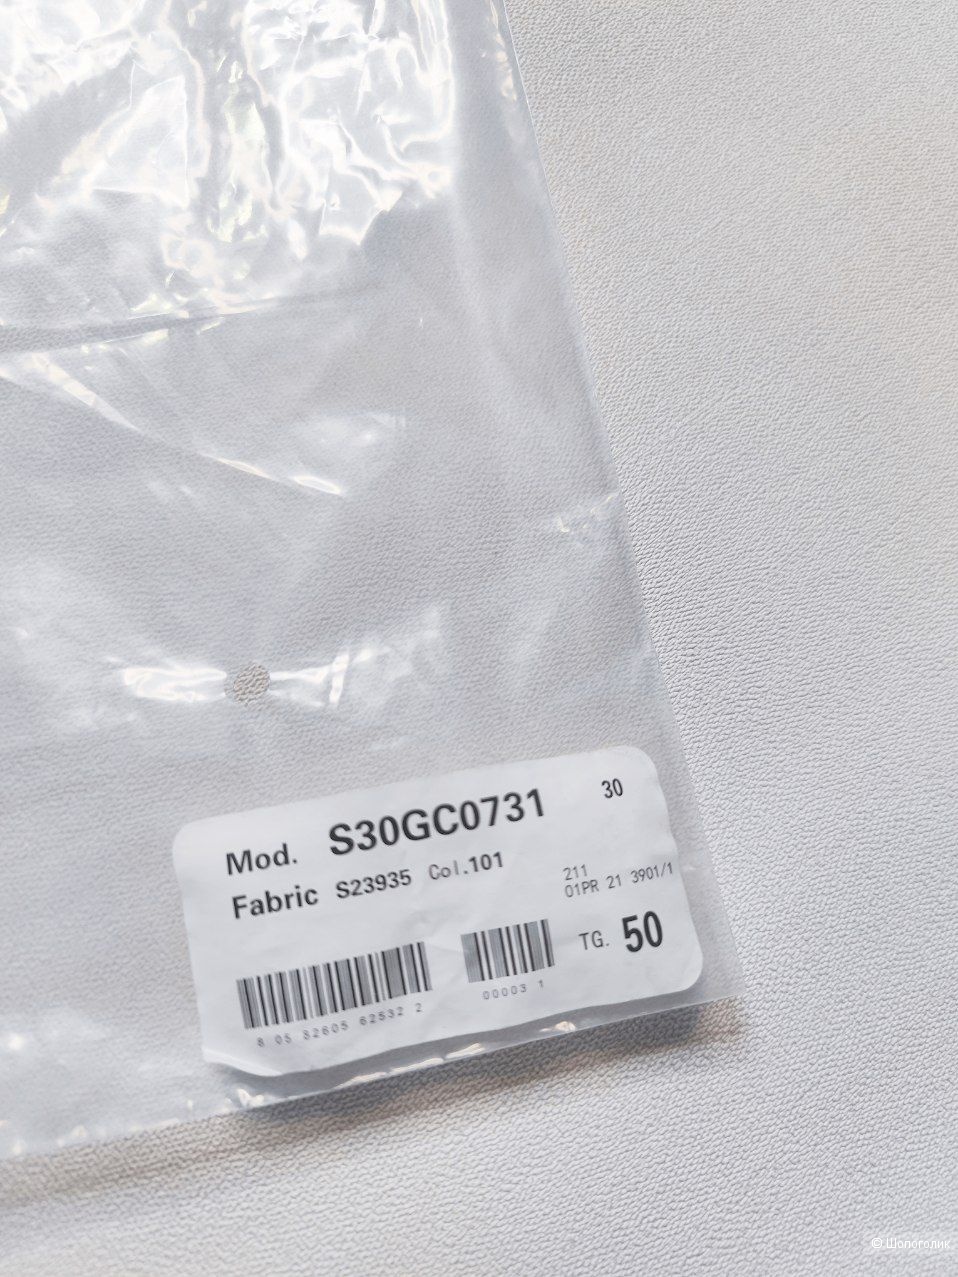 Mod. S30GC0731 30
Fabric S23935 Col.101
211
01PR 21 3901/1
TG. 50
8 05 82605 62532 2
00003 1
© Шопоголик